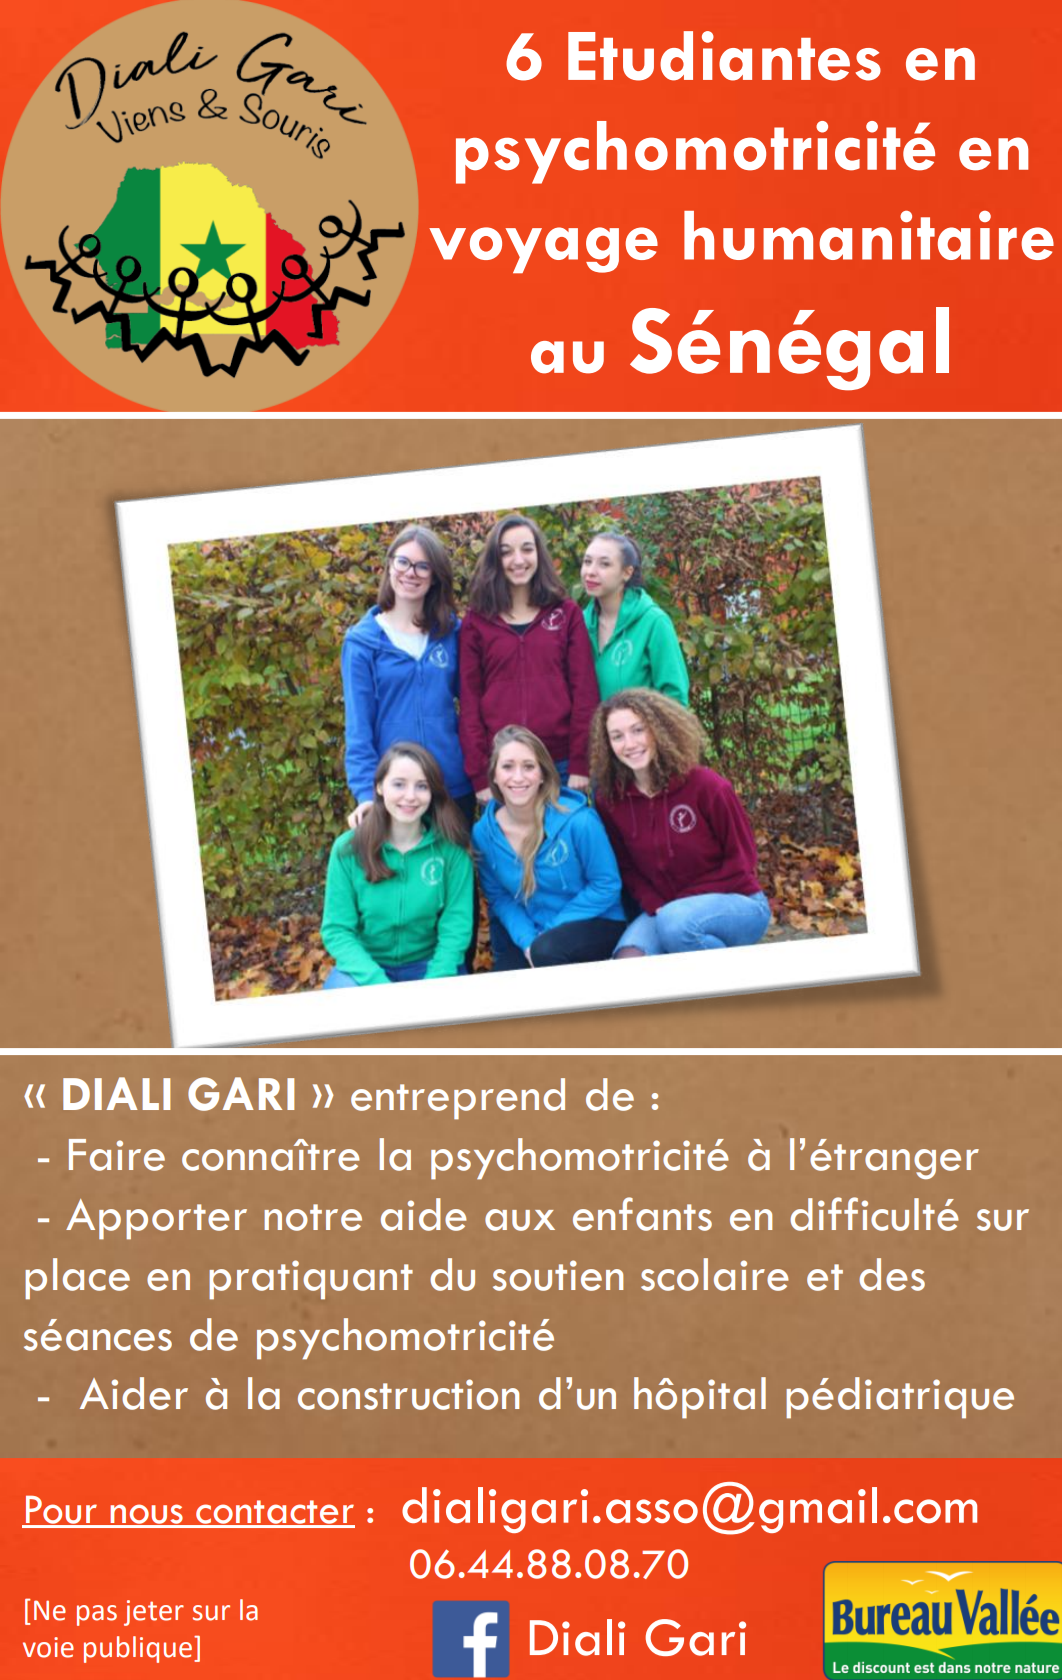 Diali Gari
Viens & Souris
6 Etudiantes en
psychomotricité en
voyage humanitaire
au Sénégal
« DIALI GARI » entreprend de :
- Faire connaître la psychomotricité à l'étranger
- Apporter notre aide aux enfants en difficulté sur
place en pratiquant du soutien scolaire et des
séances de psychomotricité
- Aider à la construction d'un hôpital pédiatrique
Pour nous contacter : dialigari.asso@gmail.com
06.44.88.08.70
[Ne pas jeter sur la
voie publique]
f Diali Gari
Bureau Vallée
Le discount est dans notre nature